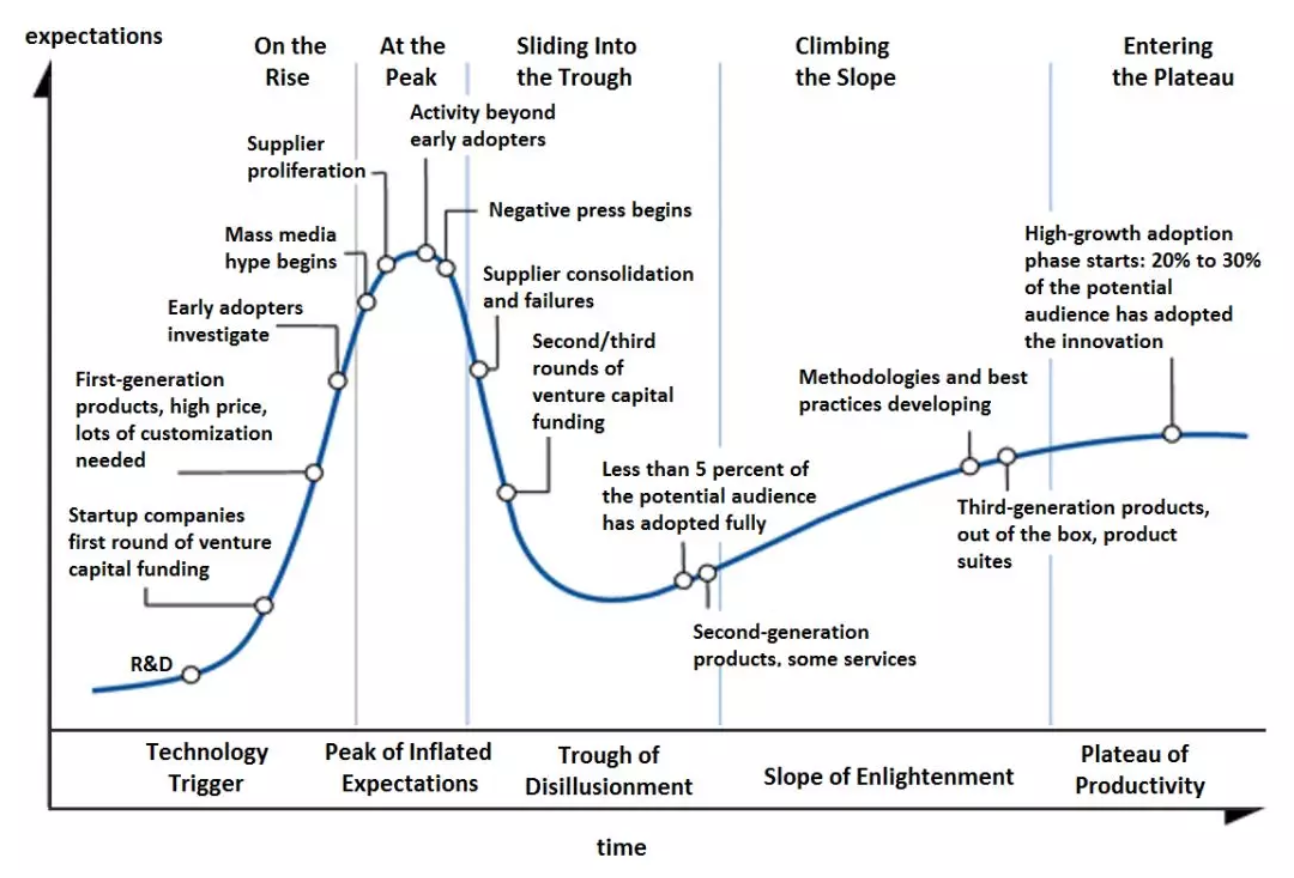 expectations
On the
Rise
At the
Peak
Sliding Into
the Trough
Climbing
the Slope
Entering
the Plateau
Activity beyond
early adopters
Supplier
proliferation
Negative press begins
Mass media
hype begins
Supplier consolidation
and failures
Early adopters
investigate
Second/third
rounds of
venture capital
funding
High-growth adoption
phase starts: 20% to 30%
of the potential
audience has adopted
the innovation
First-generation
products, high price,
lots of customization
needed
Methodologies and best
practices developing
Less than 5 percent of
the potential audience
has adopted fully
Startup companies
first round of venture
capital funding
Third-generation products,
out of the box, product
suites
R&D
Second-generation
products, some services
Technology
Trigger
Peak of Inflated
Expectations
Trough of
Disillusionment
Slope of Enlightenment
Plateau of
Productivity
time